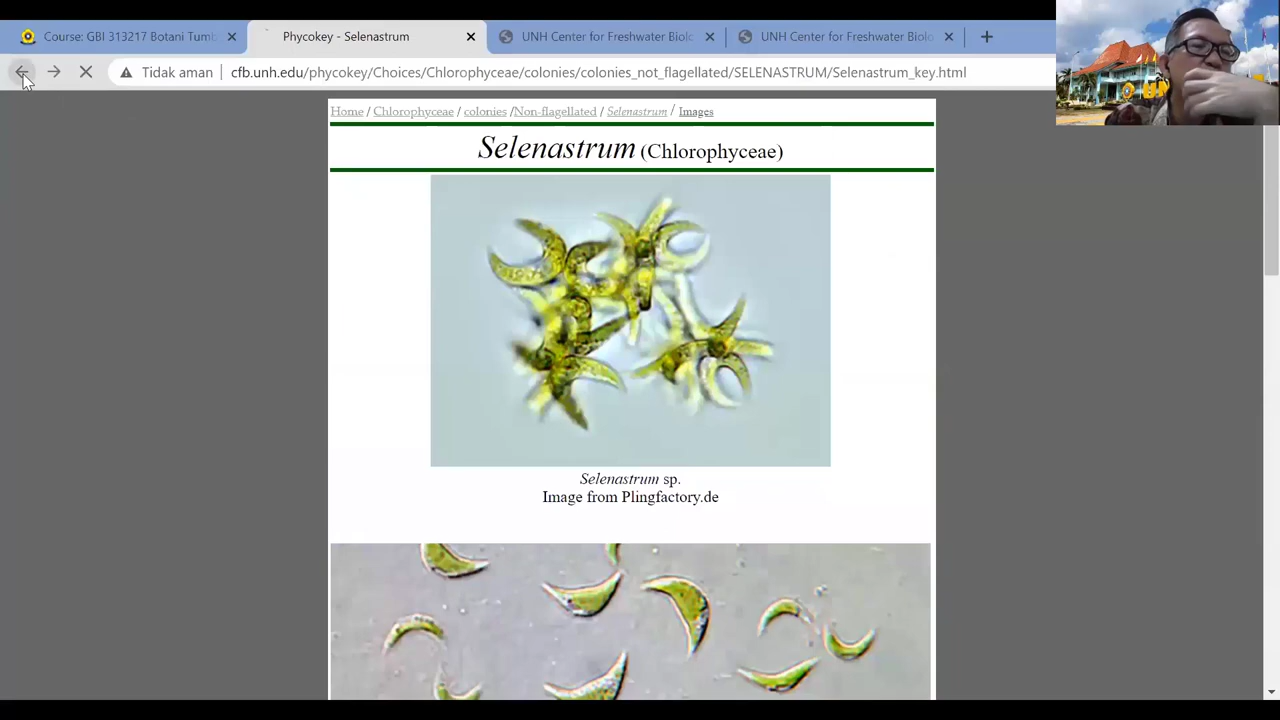 Course: GBI 313217 Botani Tumb
Phycokey - Selenastrum
UNH Center for Freshwater Biolo
UNH Center for Freshwater Biolo
Tidak aman
cfb.unh.edu/phycokey/Choices/Chlorophyceae/colonies/colonies_not_flagellated/SELENASTRUM/Selenastrum_key.html
Home / Chlorophyceae / colonies /Non-flagellated / Selenastrum / Images
Selenastrum (Chlorophyceae)
Selenastrum sp.
Image from Plingfactory.de